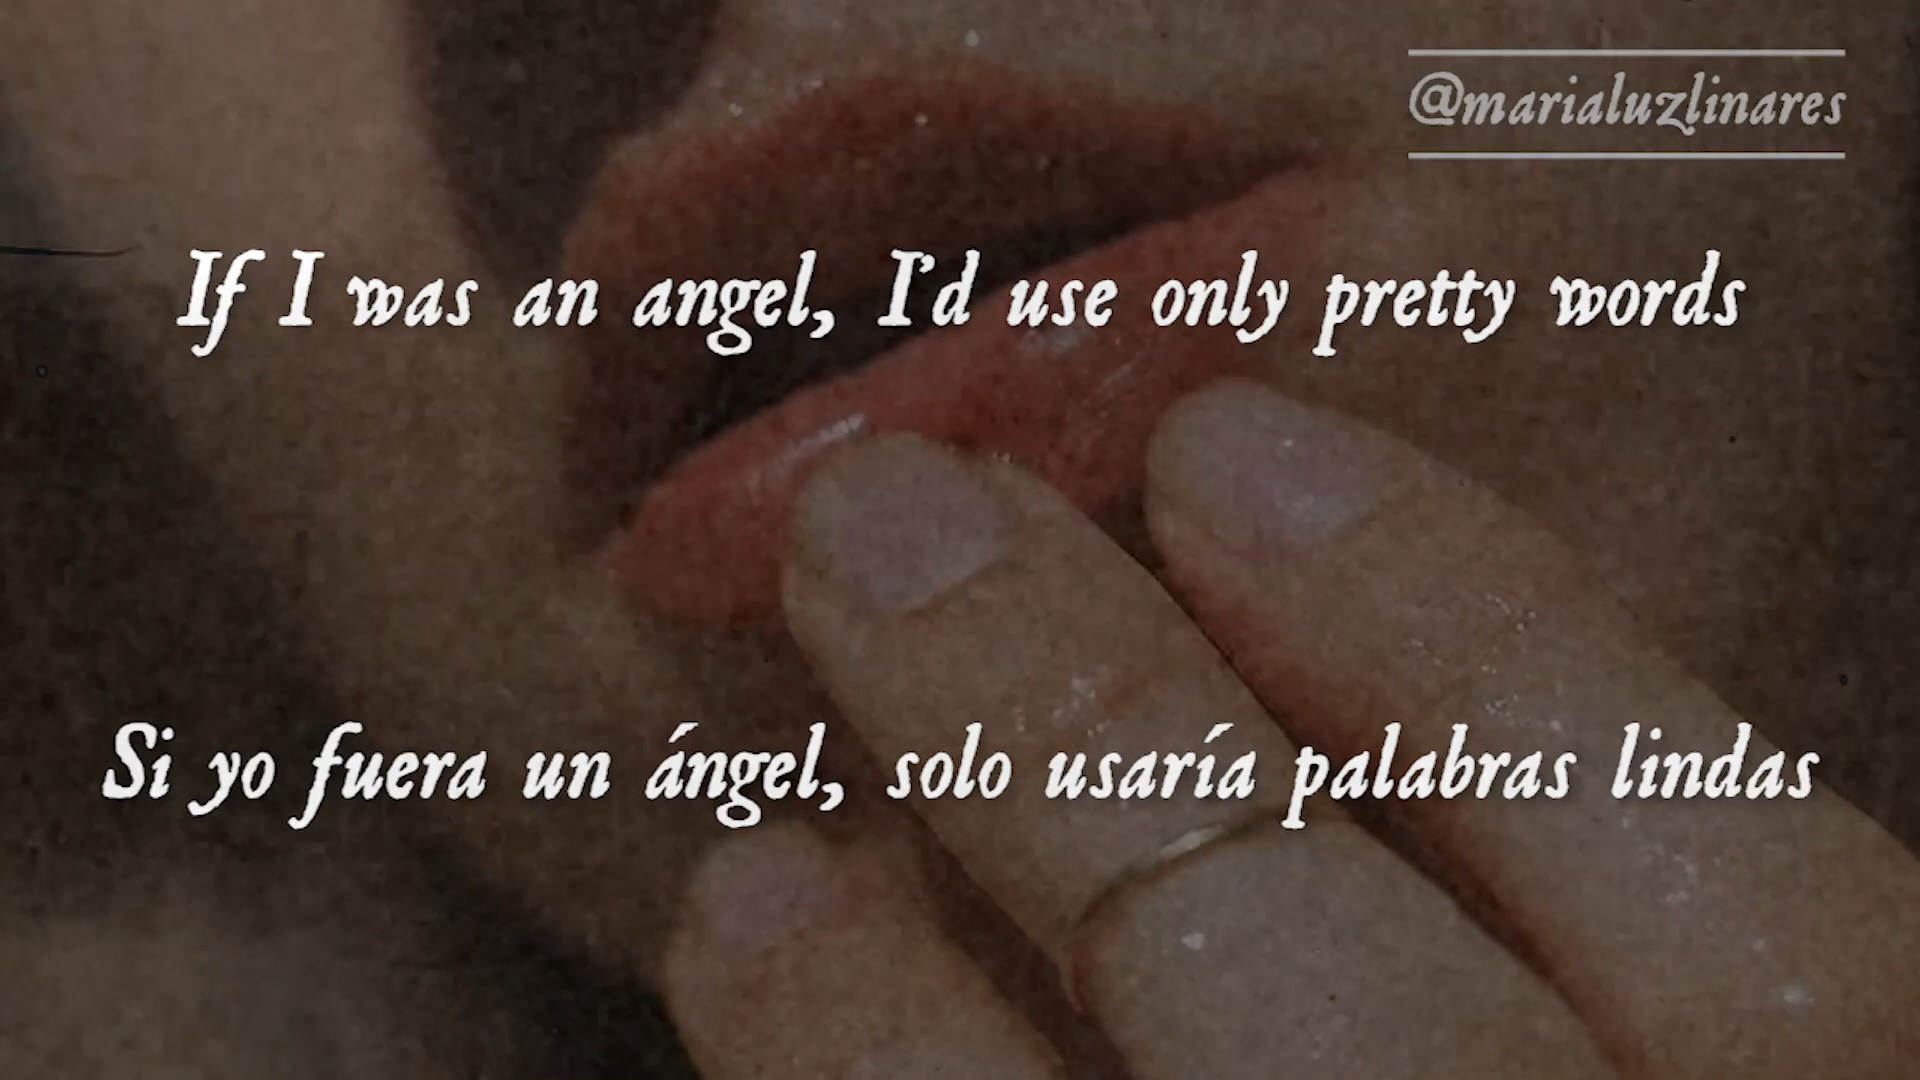 @marialuzlinares
If I was an angel, I'd use only pretty words
Si yo fuera un ángel, solo usaría palabras lindas